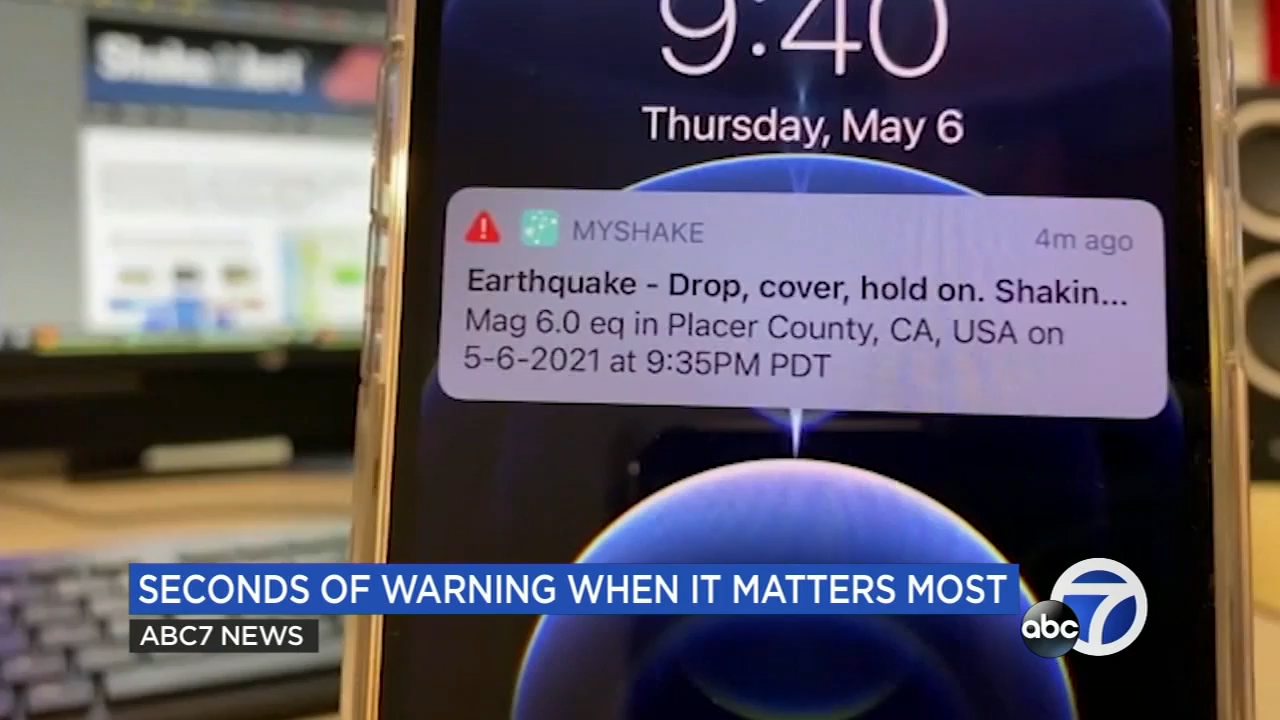 9:40
Thursday, May 6
MYSHAKE
4m ago
Earthquake - Drop, cover, hold on. Shakin...
Mag 6.0 eq in Placer County, CA, USA on
5-6-2021 at 9:35PM PDT
SECONDS OF WARNING WHEN IT MATTERS MOST
ABC7 NEWS
abc 7